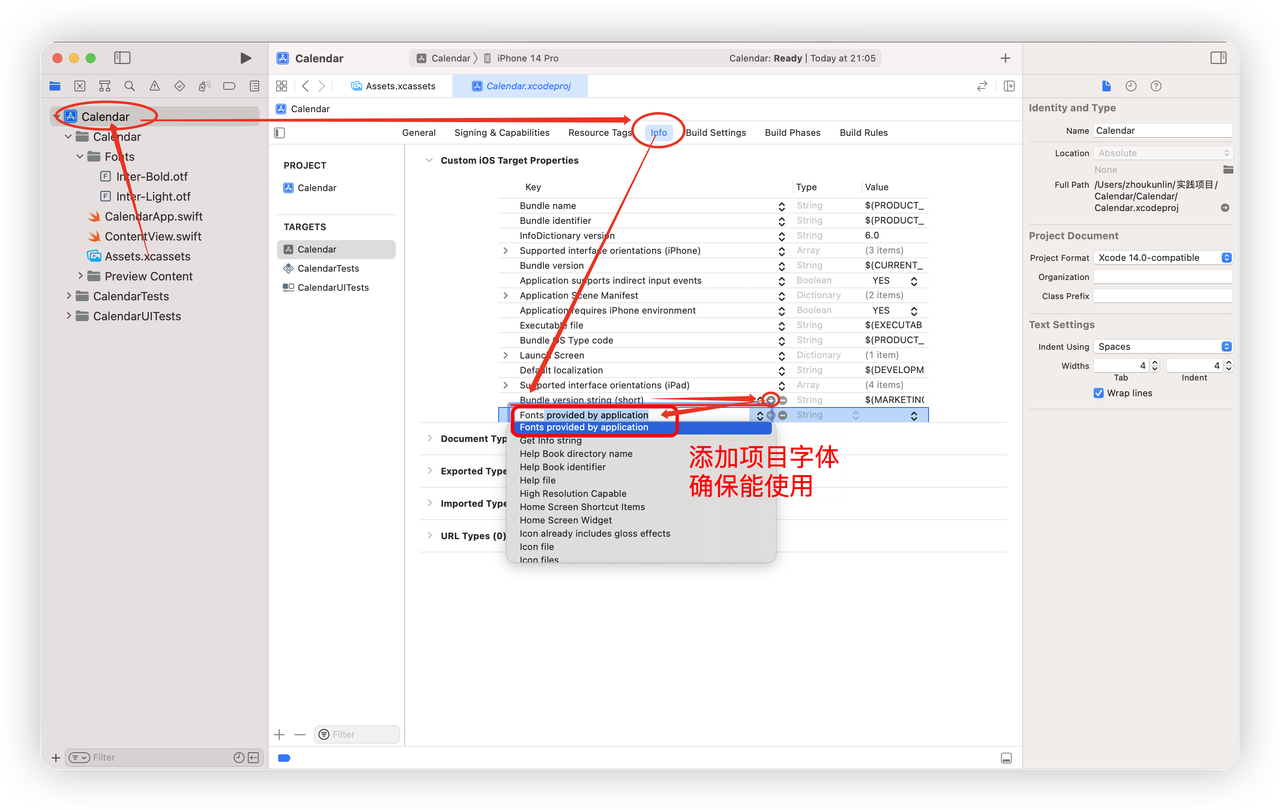 Calendar
Calendar
Fonts
Inter-Bold.otf
Inter-Light.otf
CalendarApp.swift
ContentView.swift
Assets.xcassets
Preview Content
CalendarTests
CalendarUITests
Filter
Calendar
Calendar
iPhone 14 Pro
Calendar: Ready | Today at 21:05
Assets.xcassets
Calendar.xcodeproj
Calendar
General
Signing & Capabilities
Resource Tags
Info
Build Settings
Build Phases
Build Rules
PROJECT
Calendar
TARGETS
Calendar
CalendarTests
CalendarUITests
Filter
Custom iOS Target Properties
Key Type Value
Bundle name String $(PRODUCT_
Bundle identifier String $(PRODUCT_
InfoDictionary version String 6.0
Supported interface orientations (iPhone) Array (3 items)
Bundle version String $(CURRENT_
Application supports indirect input events Boolean YES
Application Scene Manifest Dictionary (2 items)
Application requires iPhone environment Boolean YES
Executable file String $(EXECUTAB
Bundle OS Type code String $(PRODUCT_
Launch Screen Dictionary (1 item)
Default localization String $(DEVELOPM
Supported interface orientations (iPad) Array (4 items)
Bundle version string (short) String $(MARKETING
Fonts provided by application String
Fonts provided by application
Get Info string
Help Book directory name
Help Book identifier
Help file
High Resolution Capable
Home Screen Shortcut Items
Home Screen Widget
Icon already includes gloss effects
Icon file
Icon files
Document Typ
Exported Type
Imported Type
URL Types (0)
添加项目字体
确保能使用
Identity and Type
Name Calendar
Location Absolute
None
Full Path /Users/zhoukunlin/实践项目/
Calendar/Calendar/
Calendar.xcodeproj
Project Document
Project Format Xcode 14.0-compatible
Organization
Class Prefix
Text Settings
Indent Using Spaces
Widths 4 4
Tab Indent
Wrap lines